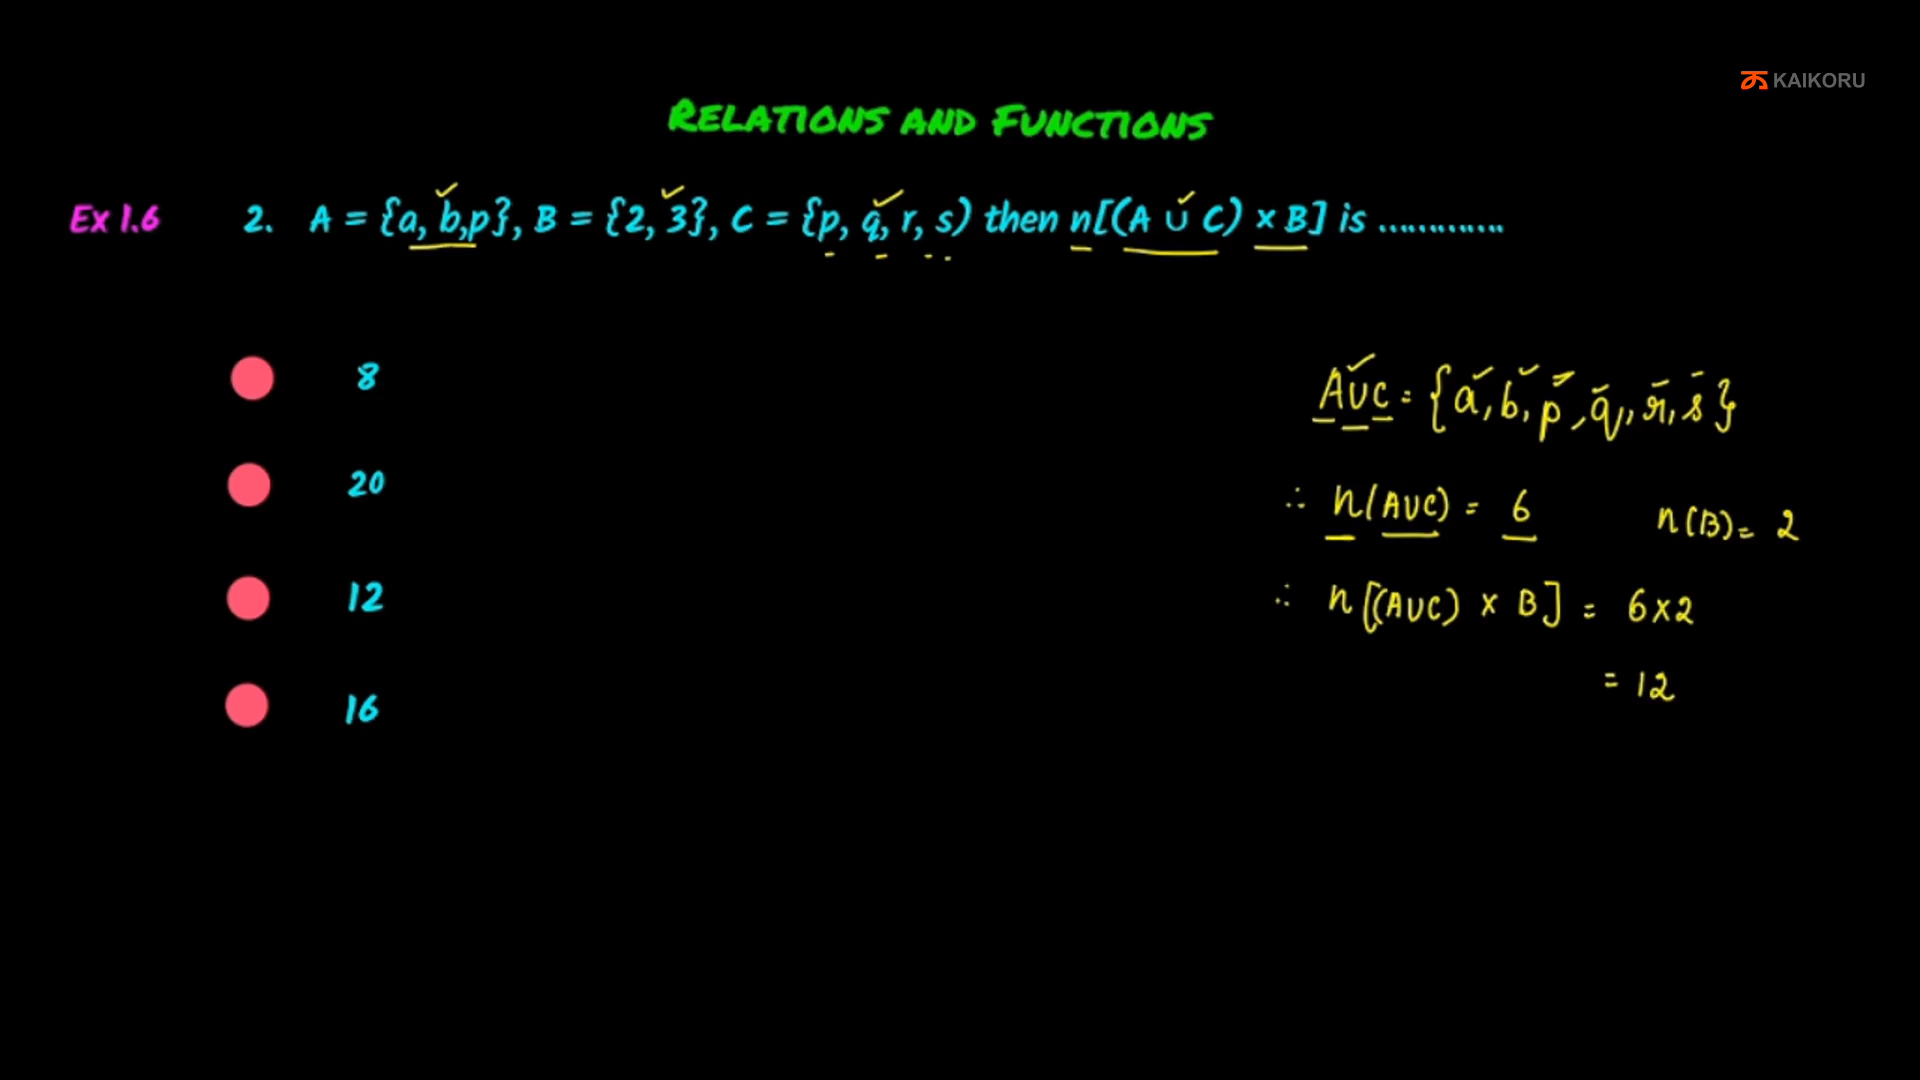 KAIKORU
RELATIONS AND FUNCTIONS
Ex 1.6 2. A = {a, b,p}, B = {2, 3}, C = {p, q, r, s) then n[(A ∪ C) × B] is .............
8
20
12
16
A∪C = {a, b, p, q, r, s}
∴ n(A∪C) = 6 n(B) = 2
∴ n[(A∪C) × B] = 6×2
= 12